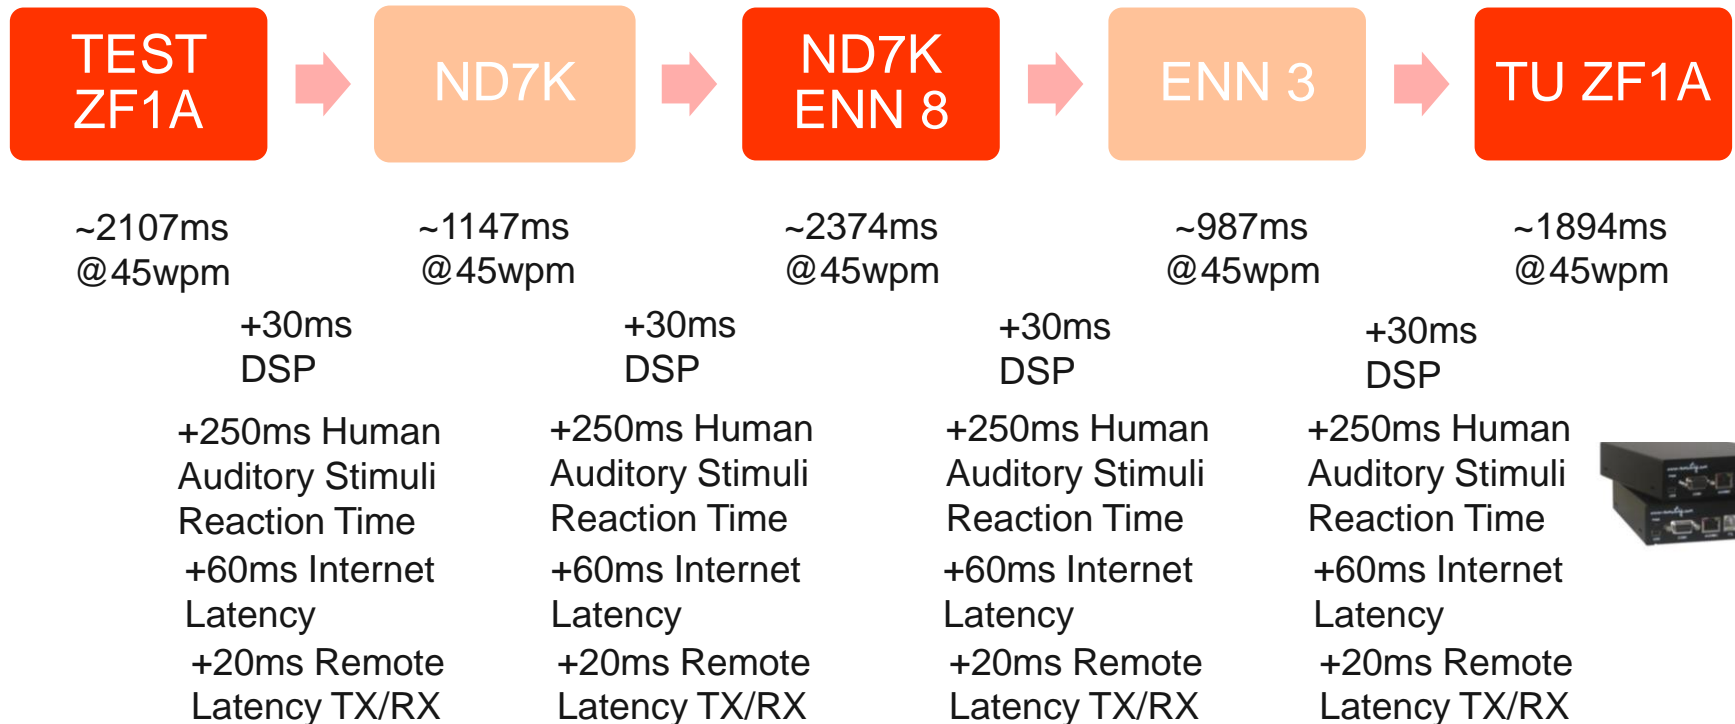 TEST
ZF1A
ND7K
ND7K
ENN 8
ENN 3
TU ZF1A
~2107ms
@45wpm
~1147ms
@45wpm
~2374ms
@45wpm
~987ms
@45wpm
~1894ms
@45wpm
+30ms
DSP
+30ms
DSP
+30ms
DSP
+30ms
DSP
+250ms Human
Auditory Stimuli
Reaction Time
+250ms Human
Auditory Stimuli
Reaction Time
+250ms Human
Auditory Stimuli
Reaction Time
+250ms Human
Auditory Stimuli
Reaction Time
+60ms Internet
Latency
+60ms Internet
Latency
+60ms Internet
Latency
+60ms Internet
Latency
+20ms Remote
Latency TX/RX
+20ms Remote
Latency TX/RX
+20ms Remote
Latency TX/RX
+20ms Remote
Latency TX/RX